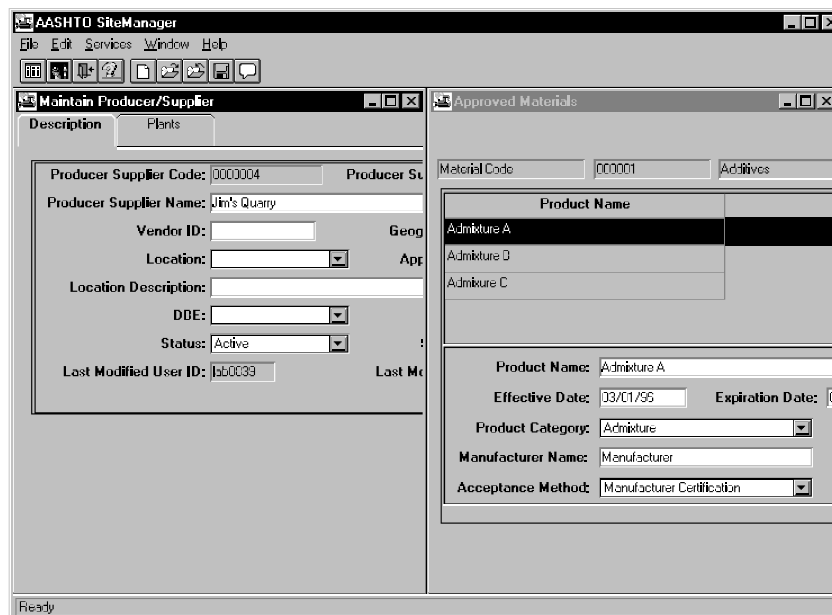 AASHTO SiteManager
File Edit Services Window Help
Maintain Producer/Supplier
Description Plants
Producer Supplier Code: 0000004 Producer Su
Producer Supplier Name: Jim's Quarry
Vendor ID: Geog
Location: App
Location Description:
DBE:
Status: Active
Last Modified User ID: lab0039 Last Mo
Approved Materials
Material Code 000001 Additives
Product Name
Admixture A
Admixture B
Admixure C
Product Name: Admixture A
Effective Date: 03/01/96 Expiration Date:
Product Category: Admixture
Manufacturer Name: Manufacturer
Acceptance Method: Manufacturer Certification
Ready